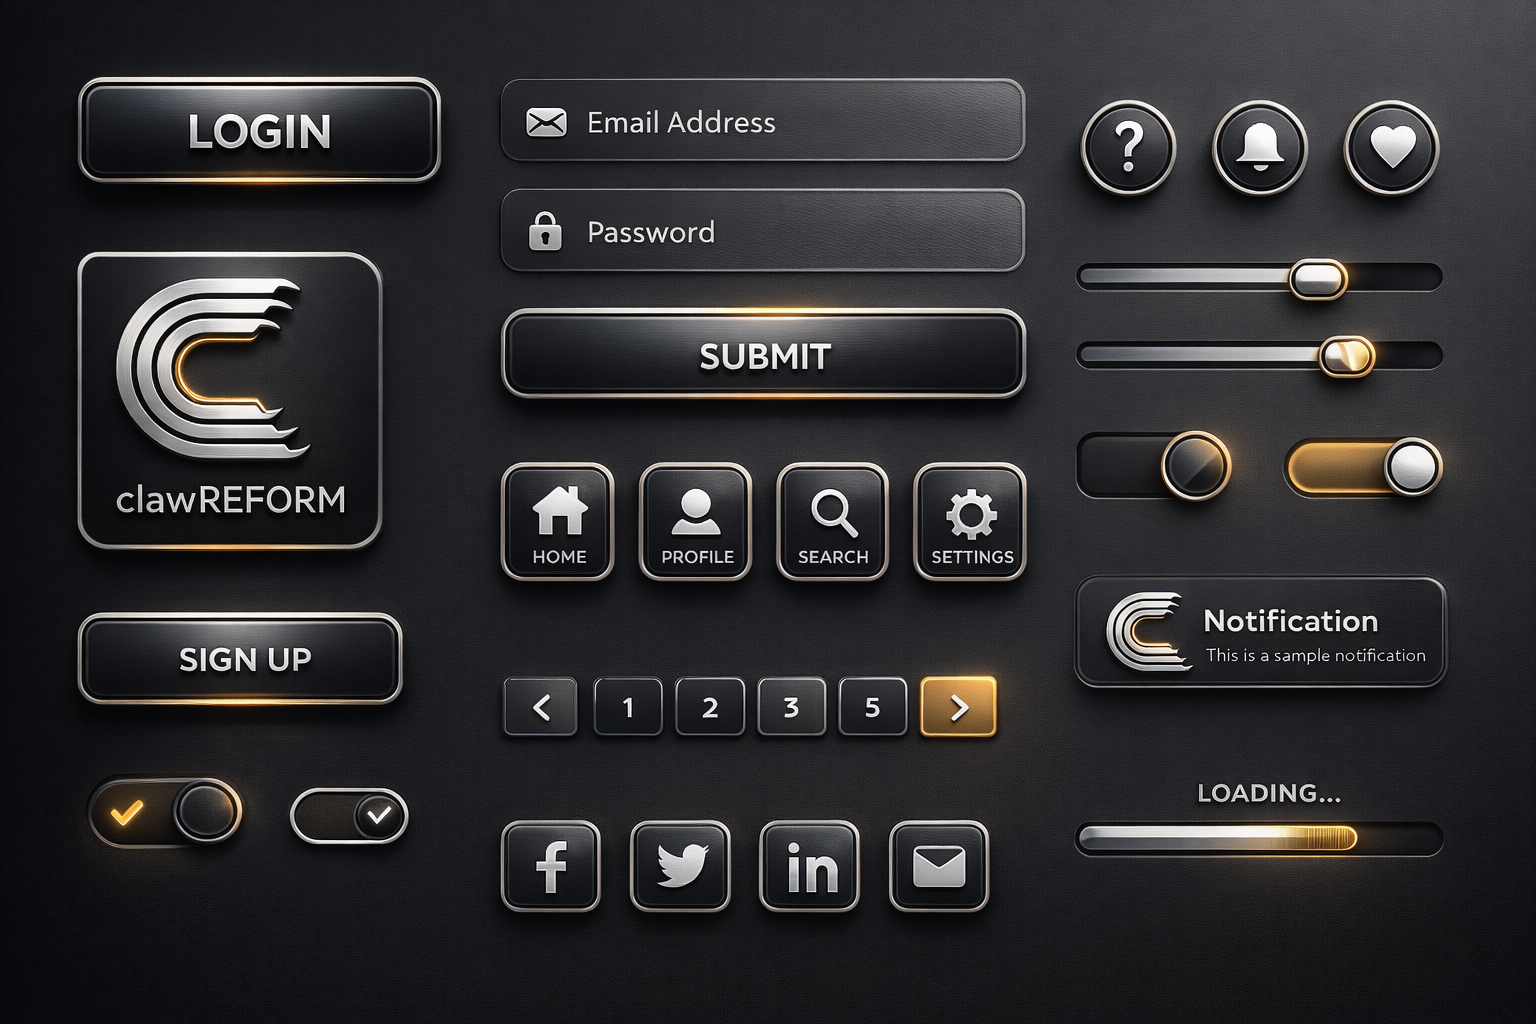 LOGIN
clawREFORM
SIGN UP
Email Address
Password
SUBMIT
HOME
PROFILE
SEARCH
SETTINGS
< 1 2 3 5 >
f
in
?
Notification
This is a sample notification
LOADING...